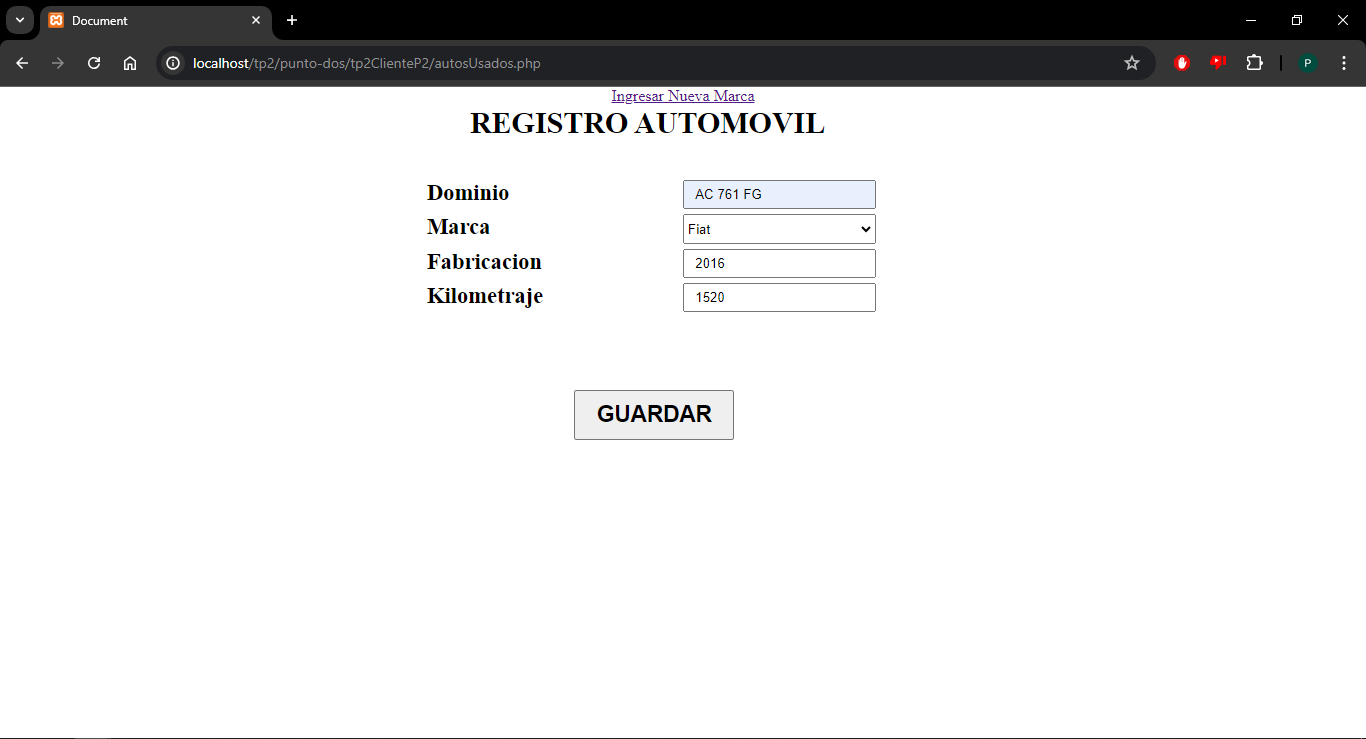 Document
localhost/tp2/punto-dos/tp2ClienteP2/autosUsados.php
P
Ingresar Nueva Marca
REGISTRO AUTOMOVIL
Dominio AC 761 FG
Marca Fiat
Fabricacion 2016
Kilometraje 1520
GUARDAR